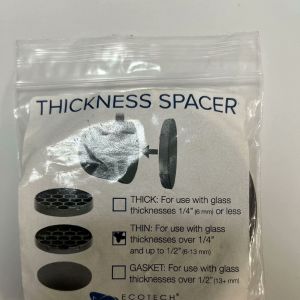 THICKNESS SPACER
THICK: For use with glass
thicknesses 1/4" (6 mm) or less
THIN: For use with glass
thicknesses over 1/4"
and up to 1/2" (6-13 mm)
GASKET: For use with glass
thicknesses over 1/2" (13+ mm)
ECOTECH®